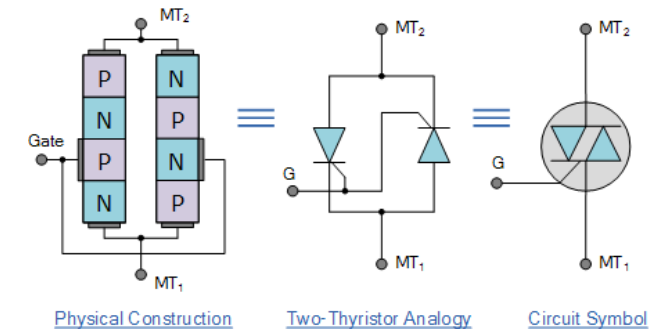 MT2 MT2 MT2
P N
N P
Gate
P N
G G
N P
MT1 MT1 MT1
Physical Construction Two-Thyristor Analogy Circuit Symbol